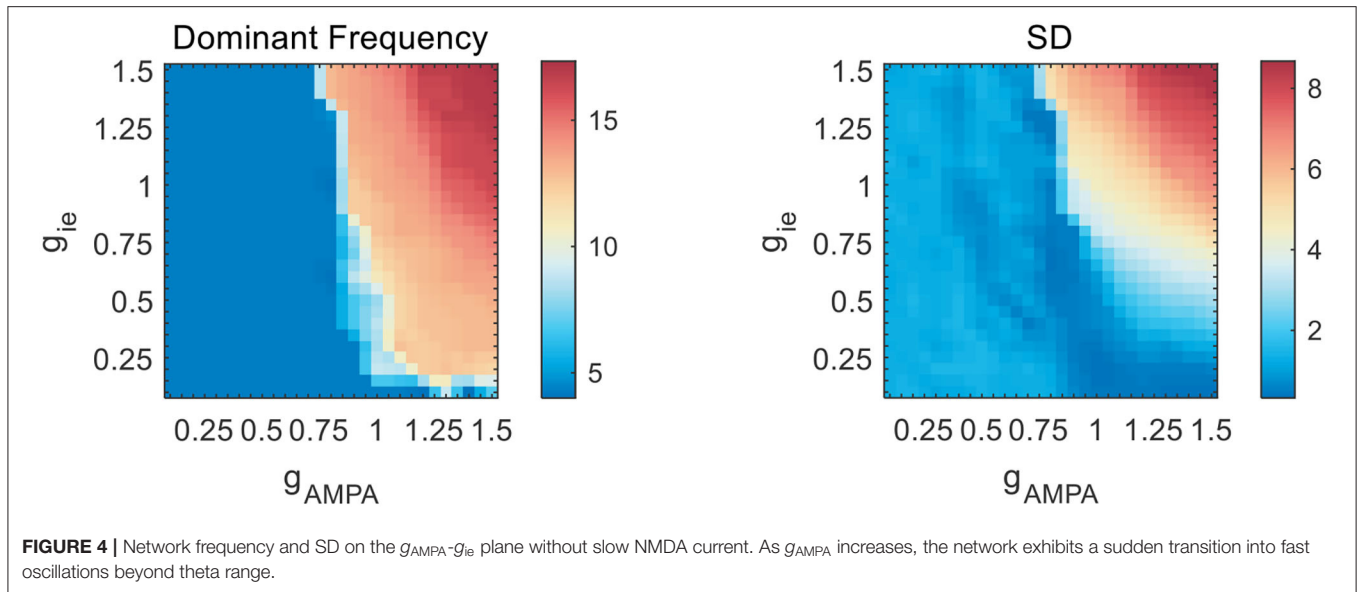 Dominant Frequency
1.5
1.25
1
0.75
0.5
0.25
g_ie
0.25 0.5 0.75 1 1.25 1.5
g_AMPA
15
10
5
SD
1.5
1.25
1
0.75
0.5
0.25
g_ie
0.25 0.5 0.75 1 1.25 1.5
g_AMPA
8
6
4
2
FIGURE 4 | Network frequency and SD on the g_AMPA-g_ie plane without slow NMDA current. As g_AMPA increases, the network exhibits a sudden transition into fast
oscillations beyond theta range.